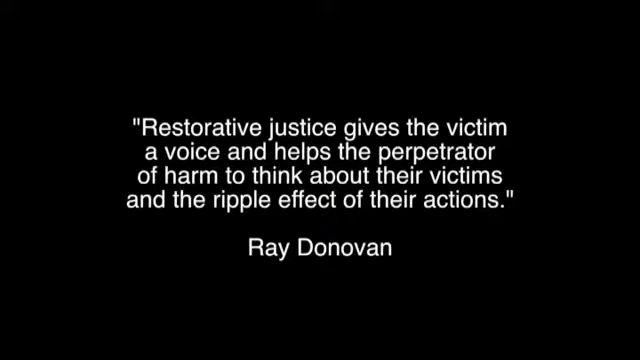 "Restorative justice gives the victim
a voice and helps the perpetrator
of harm to think about their victims
and the ripple effect of their actions."
Ray Donovan